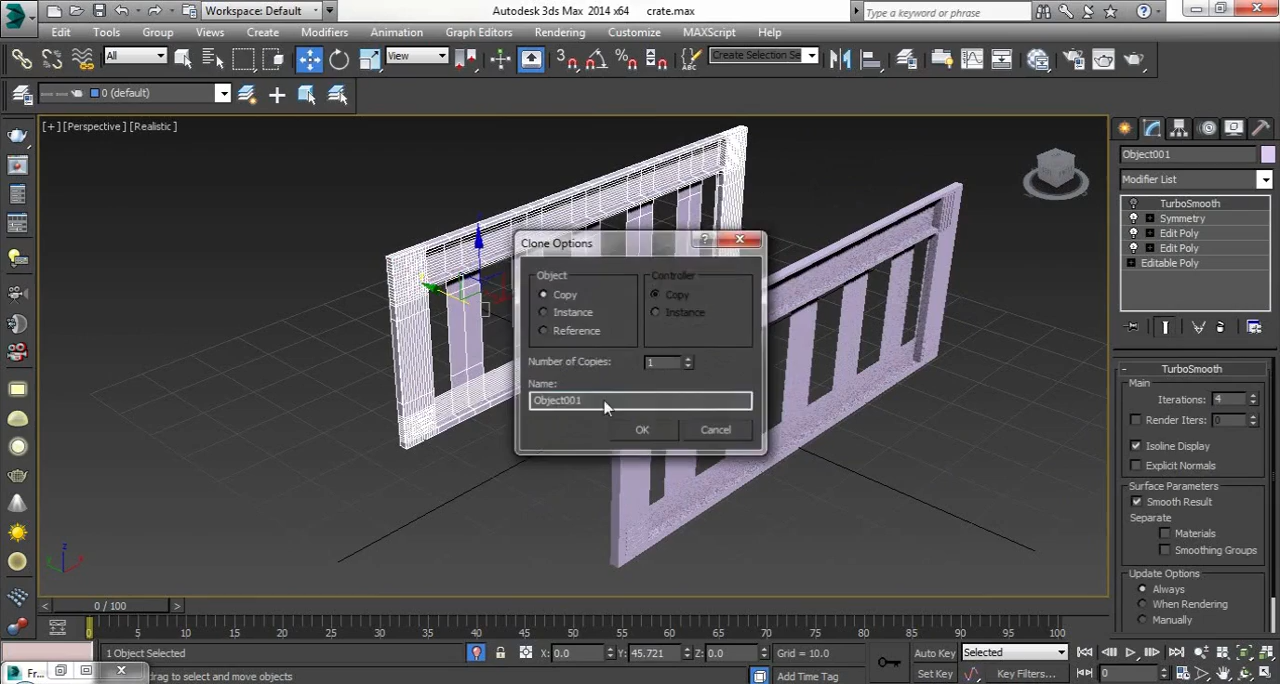 Workspace: Default
Autodesk 3ds Max 2014 x64 crate.max
Type a keyword or phrase
Edit Tools Group Views Create Modifiers Animation Graph Editors Rendering Customize MAXScript Help
All
View
3
Create Selection Se
0 (default)
[+] [Perspective] [Realistic]
Object001
Modifier List
TurboSmooth
Symmetry
Edit Poly
Edit Poly
Editable Poly
Clone Options
Object
Controller
Copy
Copy
Instance
Instance
Reference
Number of Copies: 1
Name:
Object001
OK Cancel
TurboSmooth
Main
Iterations: 4
Render Iters: 0
Isoline Display
Explicit Normals
Surface Parameters
Smooth Result
Separate
Materials
Smoothing Groups
Update Options
Always
When Rendering
Manually
z
0 / 100
0 5 10 15 20 25 30 35 40 45 50 55 60 65 70 75 80 85 90 95 100
1 Object Selected X: 0.0 Y: 45.721 Z: 0.0 Grid = 10.0 Auto Key Selected
Fr... drag to select and move objects Add Time Tag Set Key Key Filters... 0